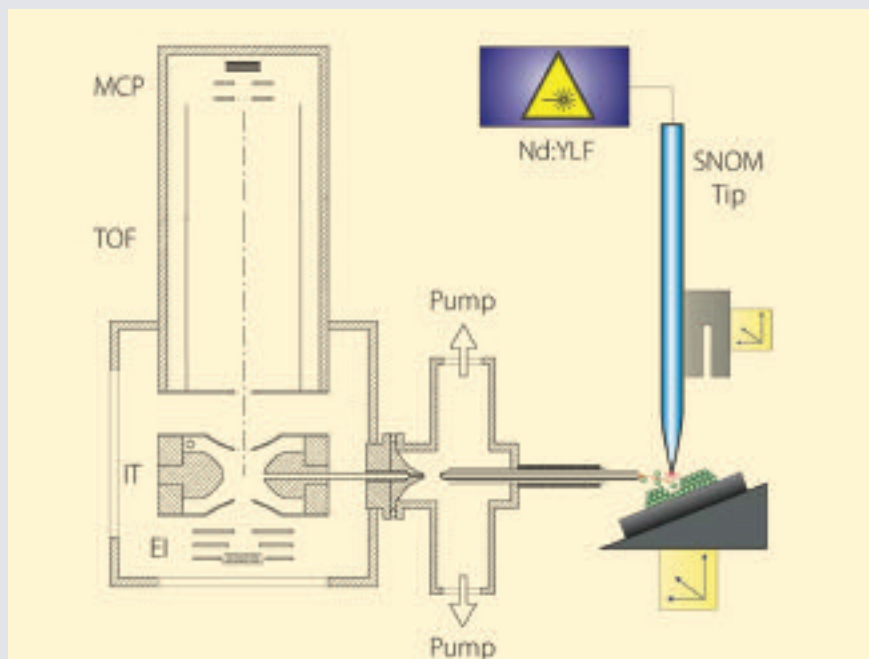 MCP
Nd:YLF
SNOM
Tip
TOF
Pump
IT
EI
Pump